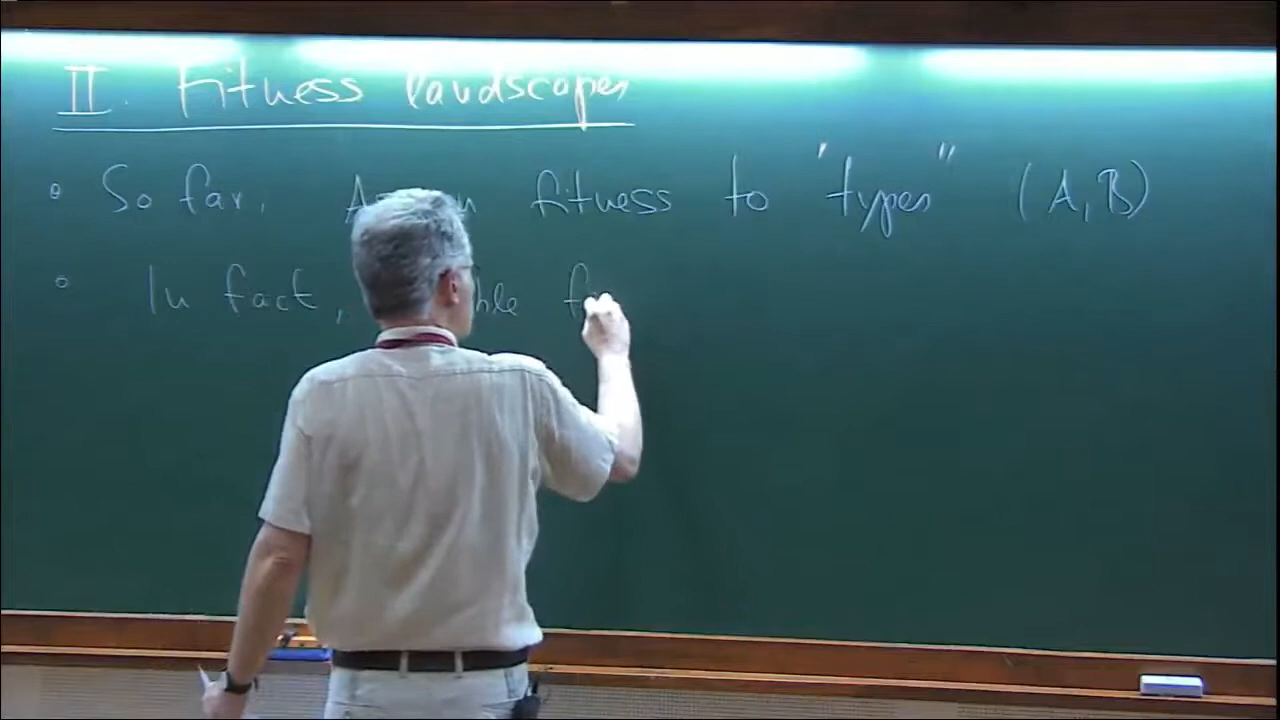 II. Fitness landscapes
So far, fitness to "types" (A, B)
In fact,